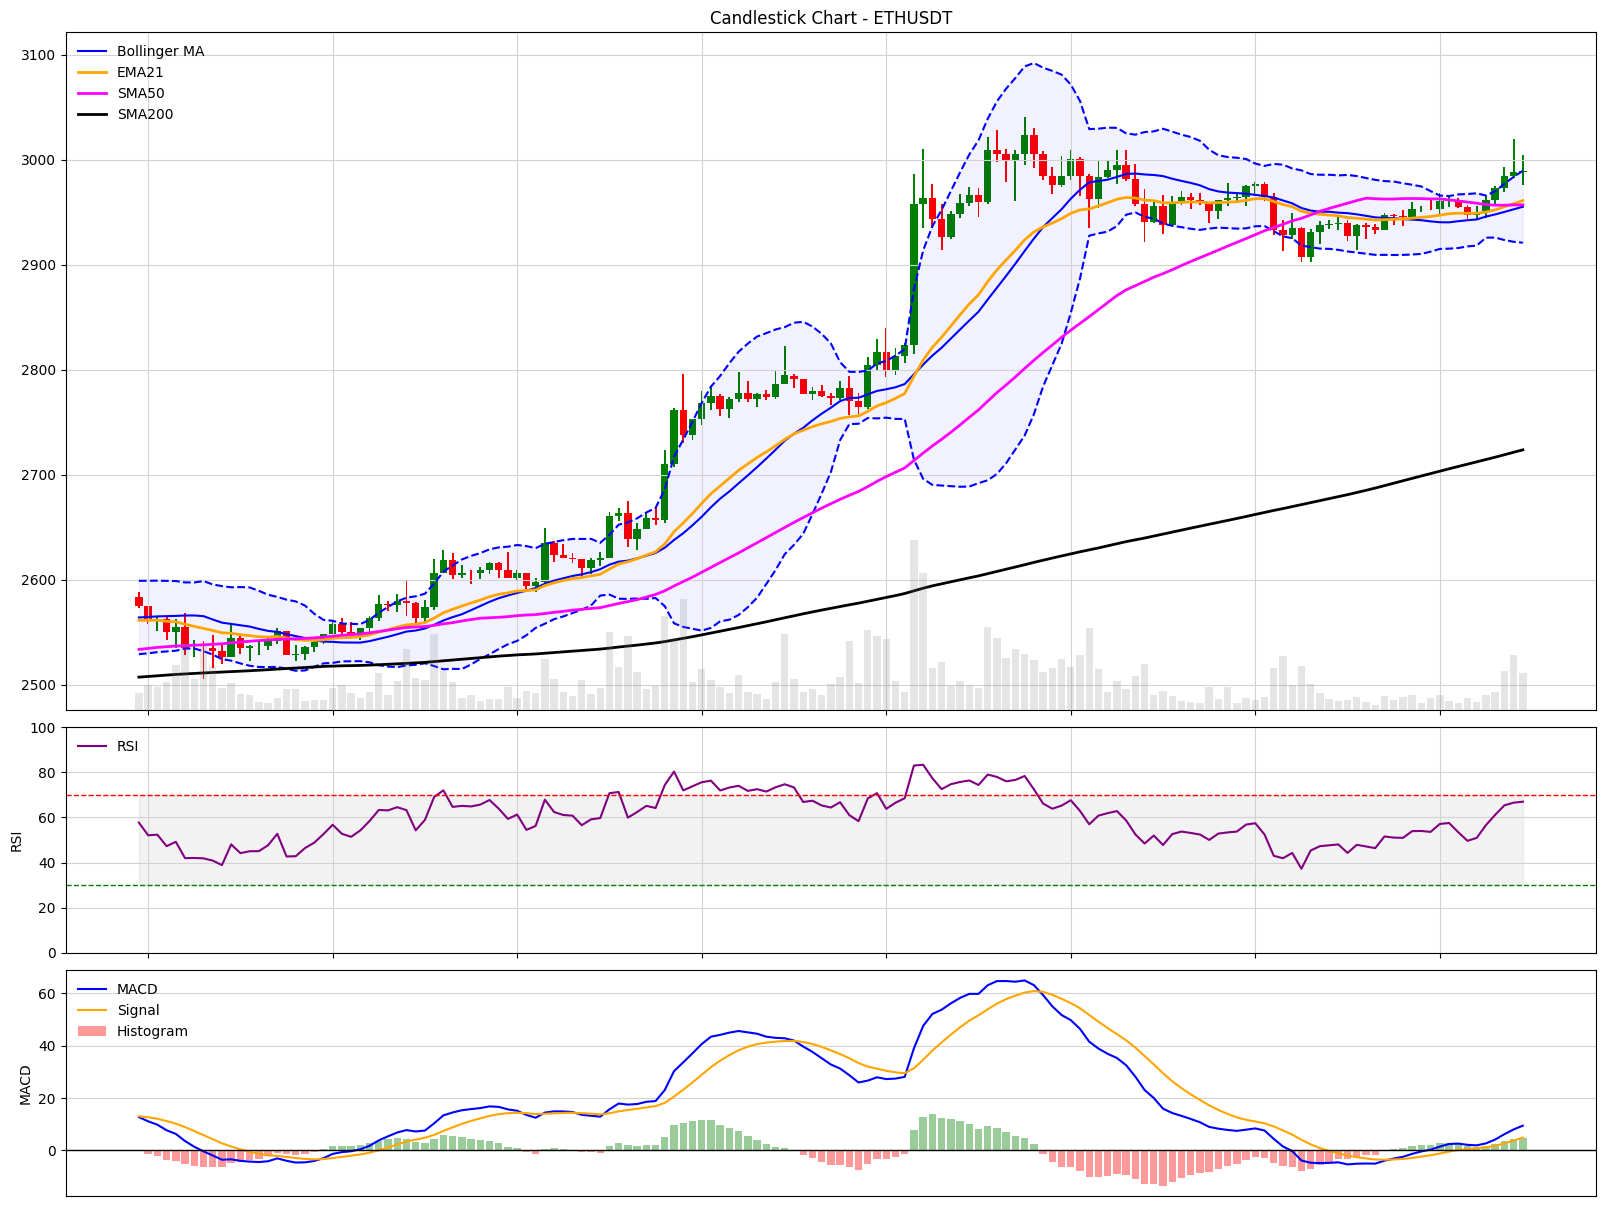 Candlestick Chart - ETHUSDT
Bollinger MA
EMA21
SMA50
SMA200
3100
3000
2900
2800
2700
2600
2500
RSI
100
80
60
40
20
0
RSI
MACD
Signal
Histogram
60
40
20
0
MACD